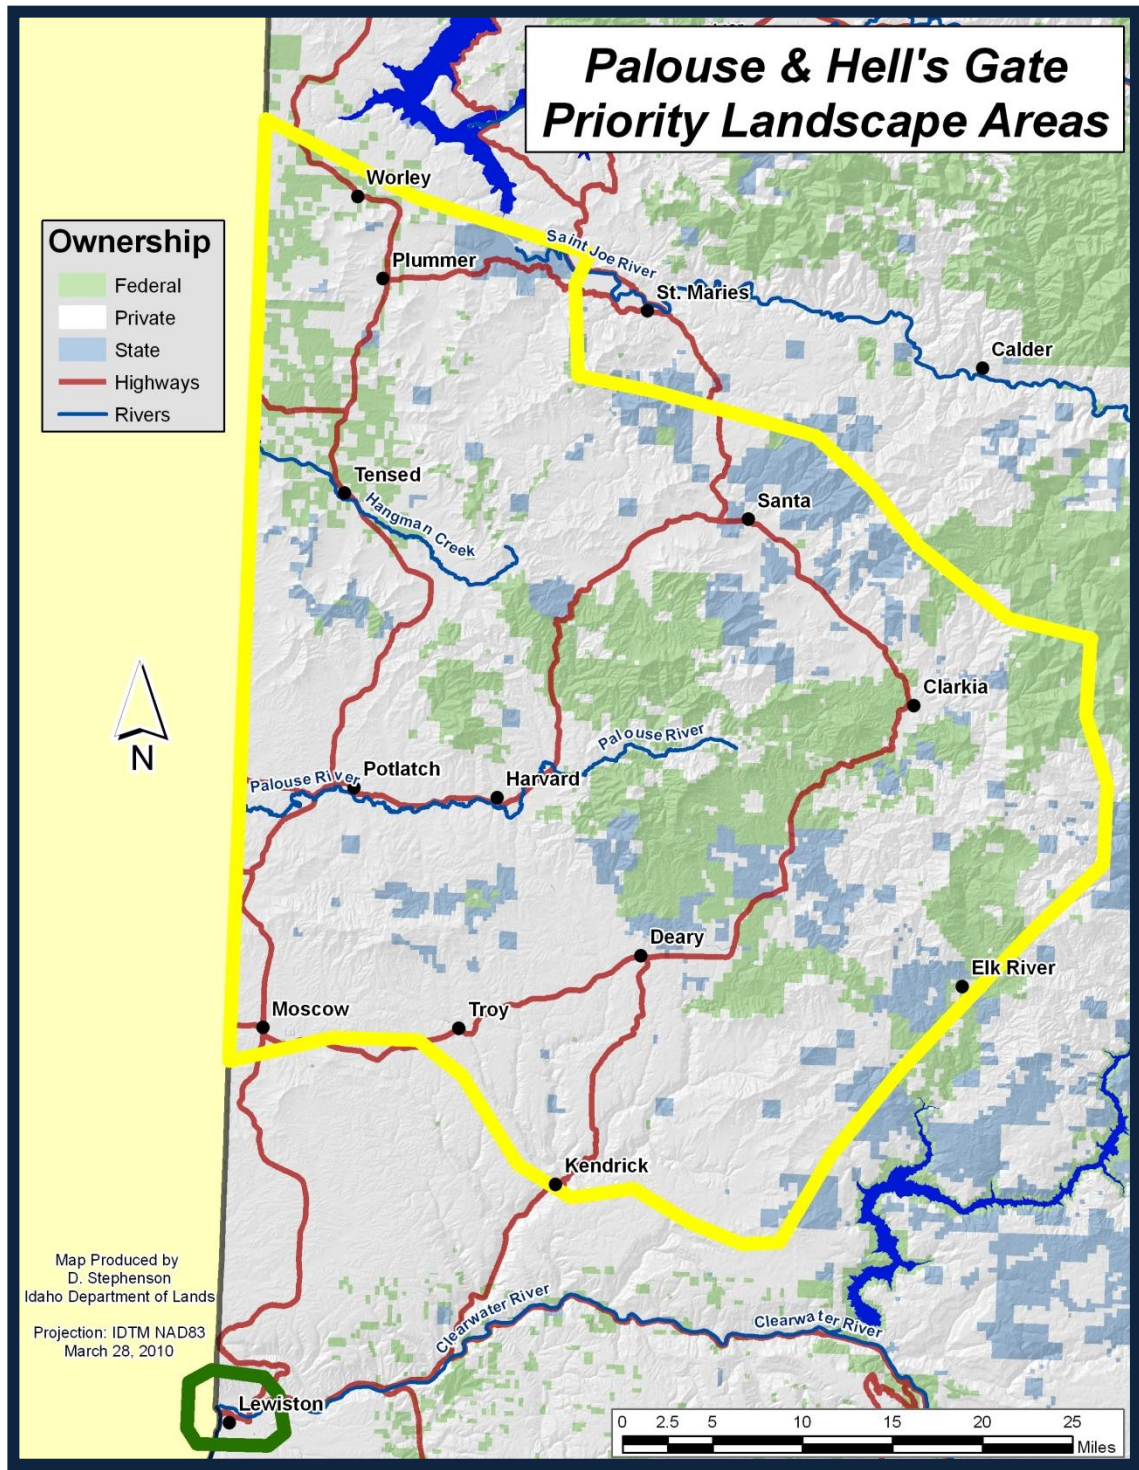 Palouse & Hell's Gate
Priority Landscape Areas
Worley
Ownership
Federal
Private
State
Highways
Rivers
Plummer
Saint Joe River
St. Maries
Calder
Tensed
Hangman Creek
Santa
Clarkia
N
Palouse River
Potlatch
Harvard
Palouse River
Deary
Elk River
Moscow
Troy
Kendrick
Map Produced by
D. Stephenson
Idaho Department of Lands
Projection: IDTM NAD83
March 28, 2010
Clearwater River
Clearwater River
Lewiston
0 2.5 5 10 15 20 25
Miles